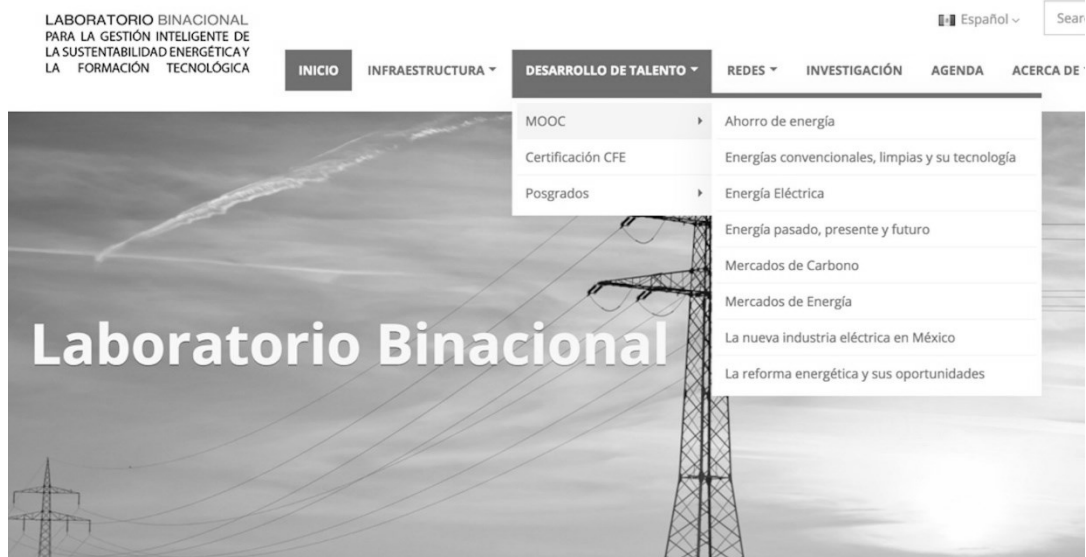 LABORATORIO BINACIONAL
PARA LA GESTIÓN INTELIGENTE DE
LA SUSTENTABILIDAD ENERGÉTICA Y
LA FORMACIÓN TECNOLÓGICA
Español
INICIO
INFRAESTRUCTURA
DESARROLLO DE TALENTO
REDES
INVESTIGACIÓN
AGENDA
ACERCA DE
MOOC
Certificación CFE
Posgrados
Ahorro de energía
Energías convencionales, limpias y su tecnología
Energía Eléctrica
Energía pasado, presente y futuro
Mercados de Carbono
Mercados de Energía
La nueva industria eléctrica en México
La reforma energética y sus oportunidades
Laboratorio Binacional